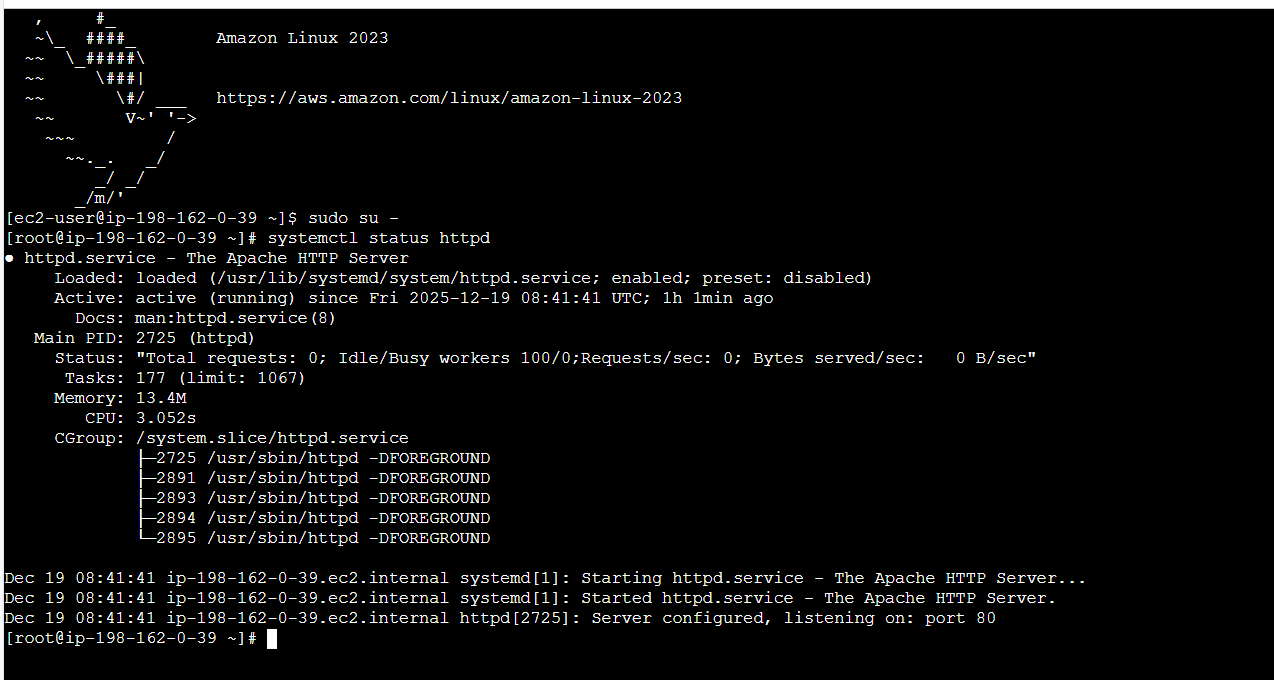 ,     #_
   ~\_  ####_        Amazon Linux 2023
  ~~  \_#####\
  ~~     \###|
  ~~       \#/ ___   https://aws.amazon.com/linux/amazon-linux-2023
   ~~       V~' '->
    ~~~         /
      ~~._.   _/
         _/ _/
       _/m/'
[ec2-user@ip-198-162-0-39 ~]$ sudo su -
[root@ip-198-162-0-39 ~]# systemctl status httpd
● httpd.service - The Apache HTTP Server
     Loaded: loaded (/usr/lib/systemd/system/httpd.service; enabled; preset: disabled)
     Active: active (running) since Fri 2025-12-19 08:41:41 UTC; 1h 1min ago
       Docs: man:httpd.service(8)
   Main PID: 2725 (httpd)
     Status: "Total requests: 0; Idle/Busy workers 100/0;Requests/sec: 0; Bytes served/sec:   0 B/sec"
      Tasks: 177 (limit: 1067)
     Memory: 13.4M
        CPU: 3.052s
     CGroup: /system.slice/httpd.service
             ├─2725 /usr/sbin/httpd -DFOREGROUND
             ├─2891 /usr/sbin/httpd -DFOREGROUND
             ├─2893 /usr/sbin/httpd -DFOREGROUND
             ├─2894 /usr/sbin/httpd -DFOREGROUND
             └─2895 /usr/sbin/httpd -DFOREGROUND

Dec 19 08:41:41 ip-198-162-0-39.ec2.internal systemd[1]: Starting httpd.service - The Apache HTTP Server...
Dec 19 08:41:41 ip-198-162-0-39.ec2.internal systemd[1]: Started httpd.service - The Apache HTTP Server.
Dec 19 08:41:41 ip-198-162-0-39.ec2.internal httpd[2725]: Server configured, listening on: port 80
[root@ip-198-162-0-39 ~]#